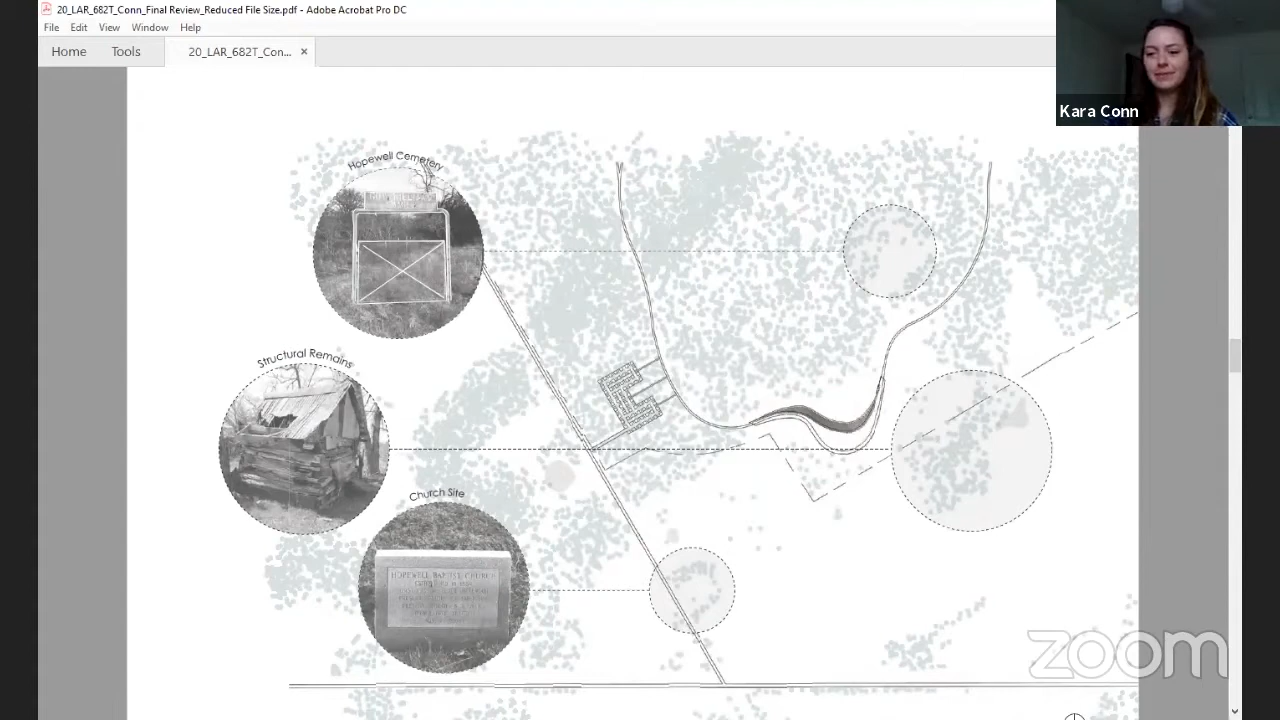 20_LAR_682T_Conn_Final Review_Reduced File Size.pdf - Adobe Acrobat Pro DC
File Edit View Window Help
Home Tools 20_LAR_682T_Con... ×
Kara Conn
Hopewell Cemetery
Structural Remains
Church Site
HOPEWELL BAPTIST CHURCH
zoom